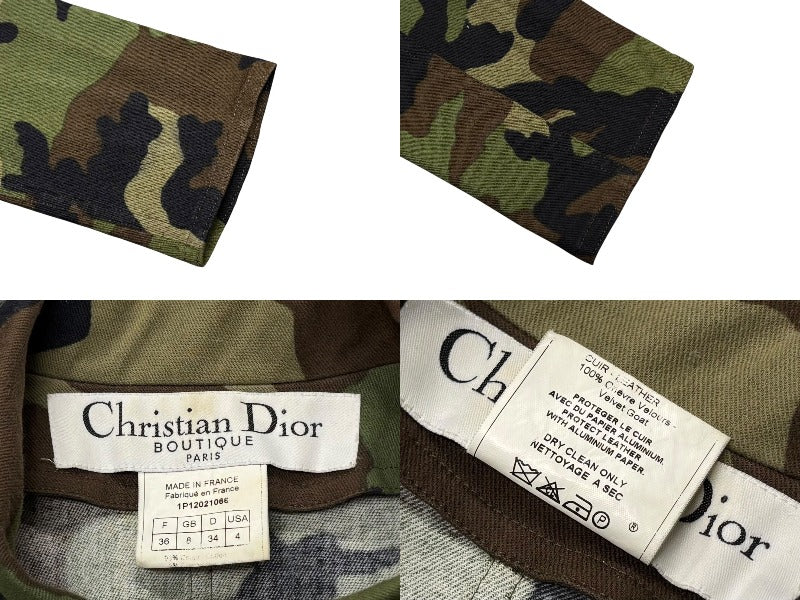 Christian Dior
BOUTIQUE
PARIS
MADE IN FRANCE
Fabriqué en France
1P12021066
F GB D USA
36 8 34 4
Ch
CUIR - LEATHER
100% Chèvre Velours -
Velvet Goat
PROTEGER LE CUIR
AVEC DU PAPIER ALUMINIUM.
PROTECT LEATHER
WITH ALUMINIUM PAPER.
DRY CLEAN ONLY
NETTOYAGE A SEC
P ®
Dior